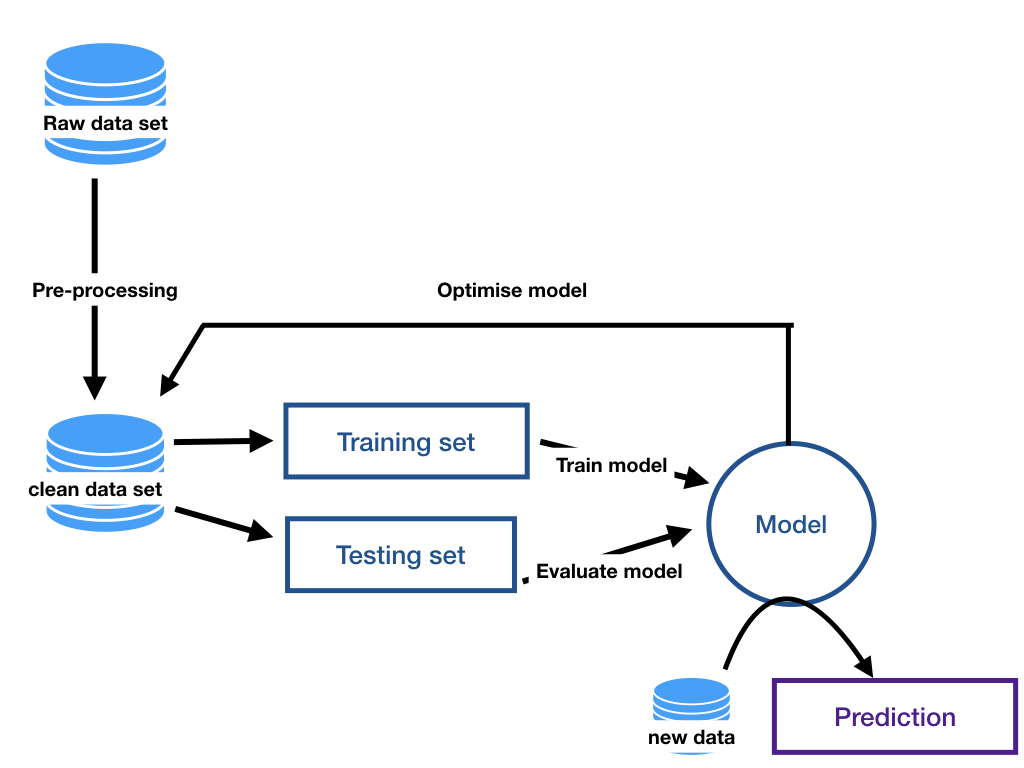 Raw data set
Pre-processing
Optimise model
clean data set
Training set
Train model
Testing set
Evaluate model
Model
new data
Prediction